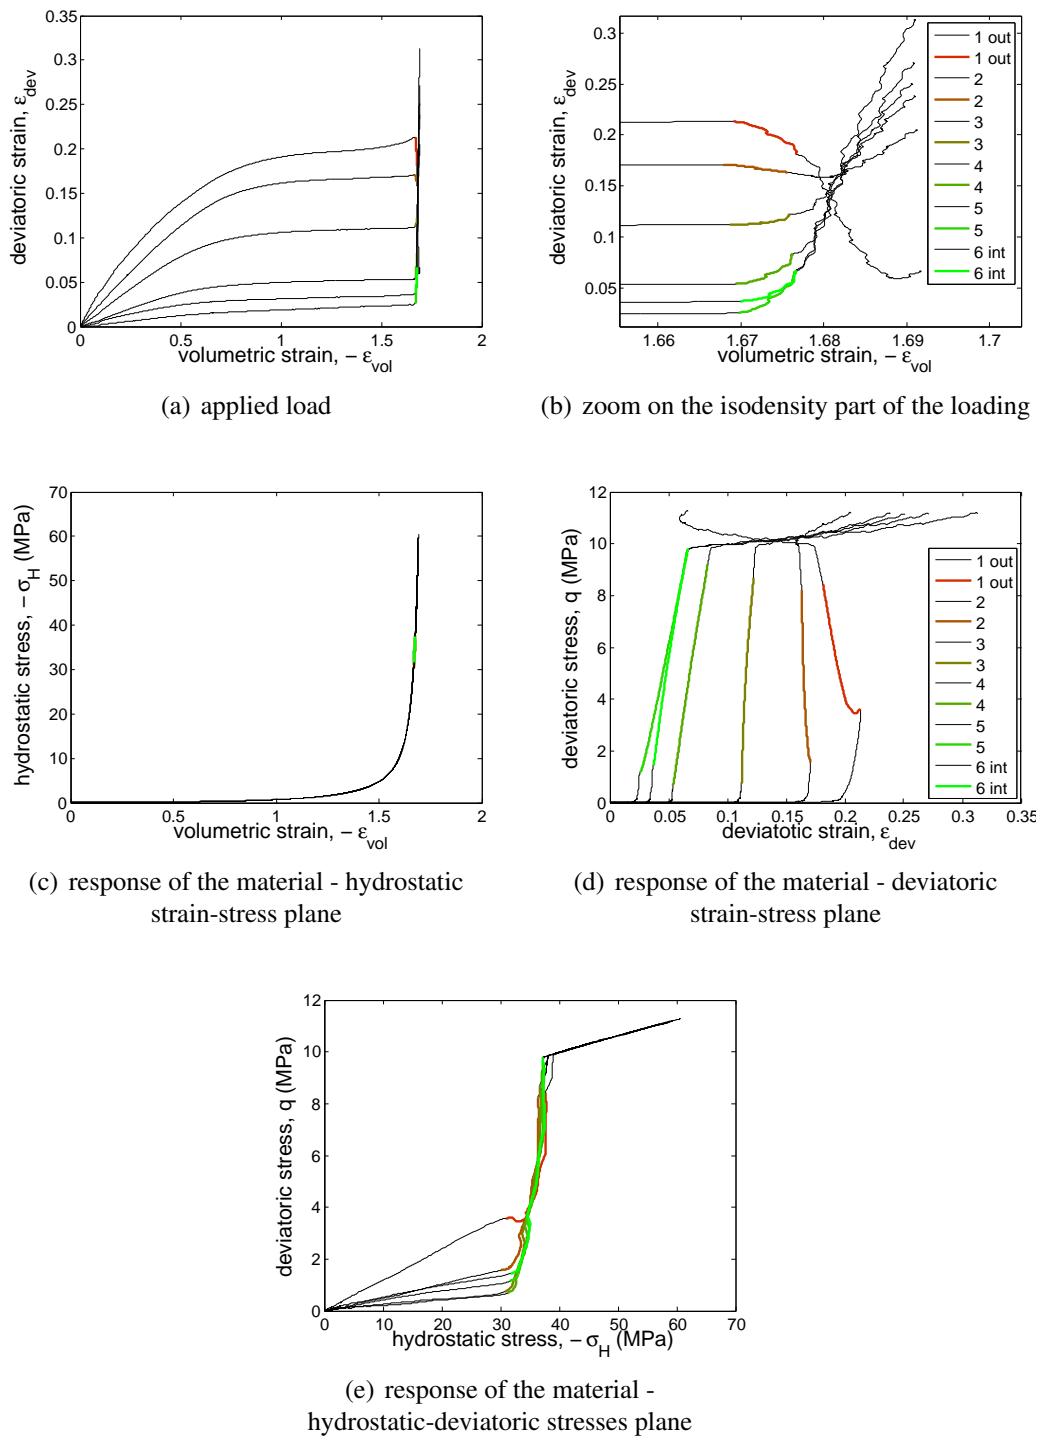 0.35
0.3
0.25
0.2
0.15
0.1
0.05
0
deviatoric strain, ε_dev
0 0.5 1 1.5 2
volumetric strain, − ε_vol
(a) applied load
0.3
0.25
0.2
0.15
0.1
0.05
deviatoric strain, ε_dev
1.66 1.67 1.68 1.69 1.7
volumetric strain, − ε_vol
1 out
1 out
2
2
3
3
4
4
5
5
6 int
6 int
(b) zoom on the isodensity part of the loading
70
60
50
40
30
20
10
0
hydrostatic stress, − σ_H (MPa)
0 0.5 1 1.5 2
volumetric strain, − ε_vol
(c) response of the material - hydrostatic
strain-stress plane
12
10
8
6
4
2
0
deviatoric stress, q (MPa)
0 0.05 0.1 0.15 0.2 0.25 0.3 0.35
deviatotic strain, ε_dev
1 out
1 out
2
2
3
3
4
4
5
5
6 int
6 int
(d) response of the material - deviatoric
strain-stress plane
12
10
8
6
4
2
0
deviatoric stress, q (MPa)
0 10 20 30 40 50 60 70
hydrostatic stress, − σ_H (MPa)
(e) response of the material -
hydrostatic-deviatoric stresses plane